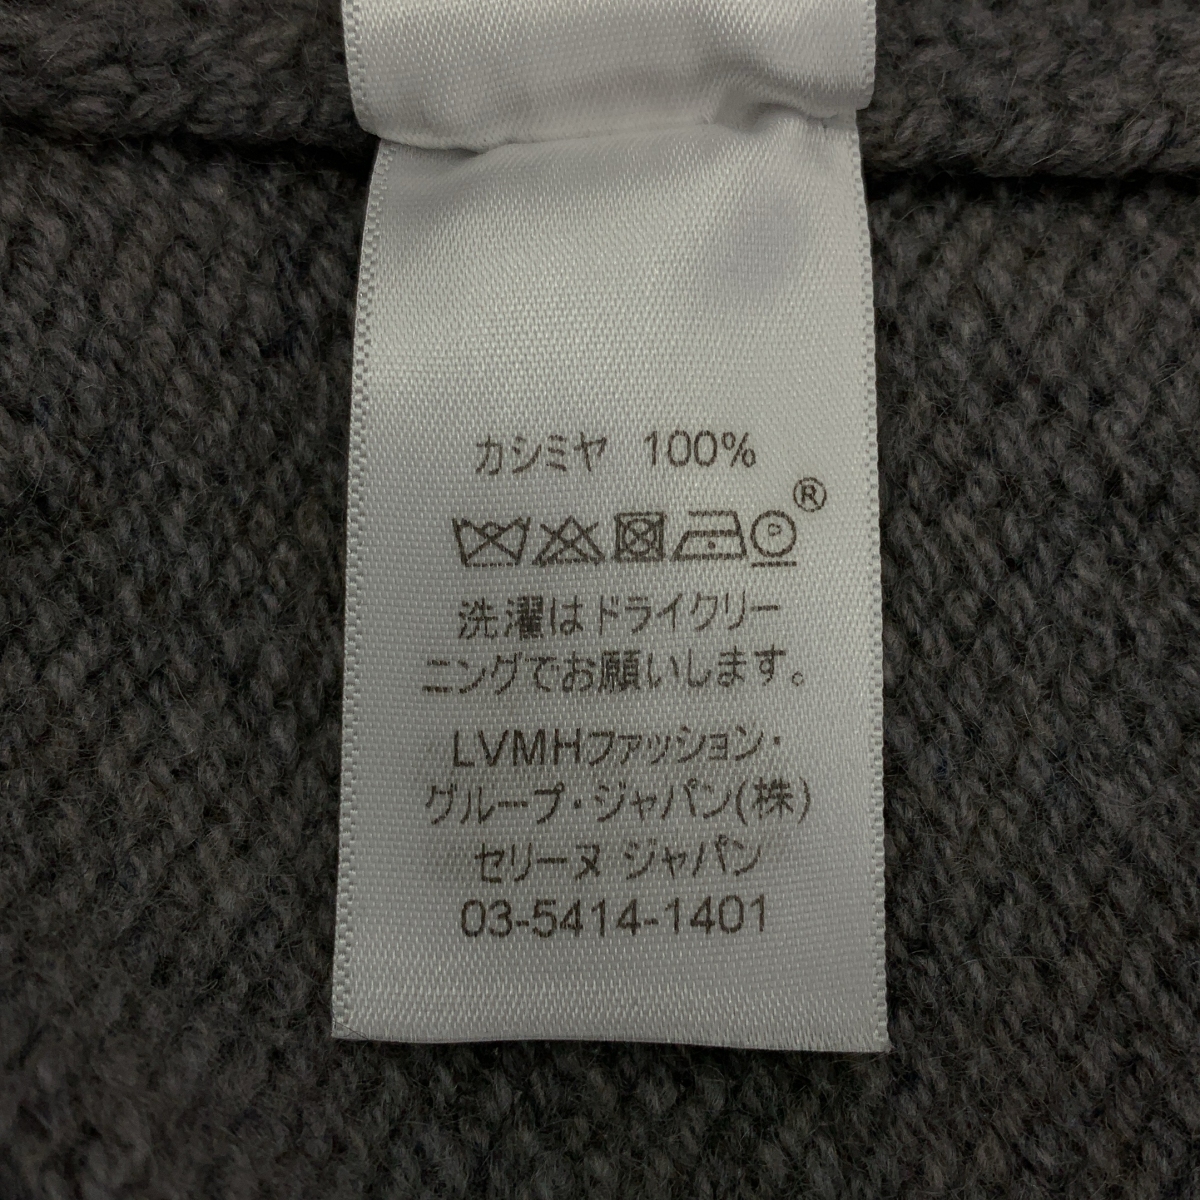 カシミヤ 100%
®
P
洗濯はドライクリー
ニングでお願いします。
LVMHファッション・
グループ・ジャパン(株)
セリーヌ ジャパン
03-5414-1401